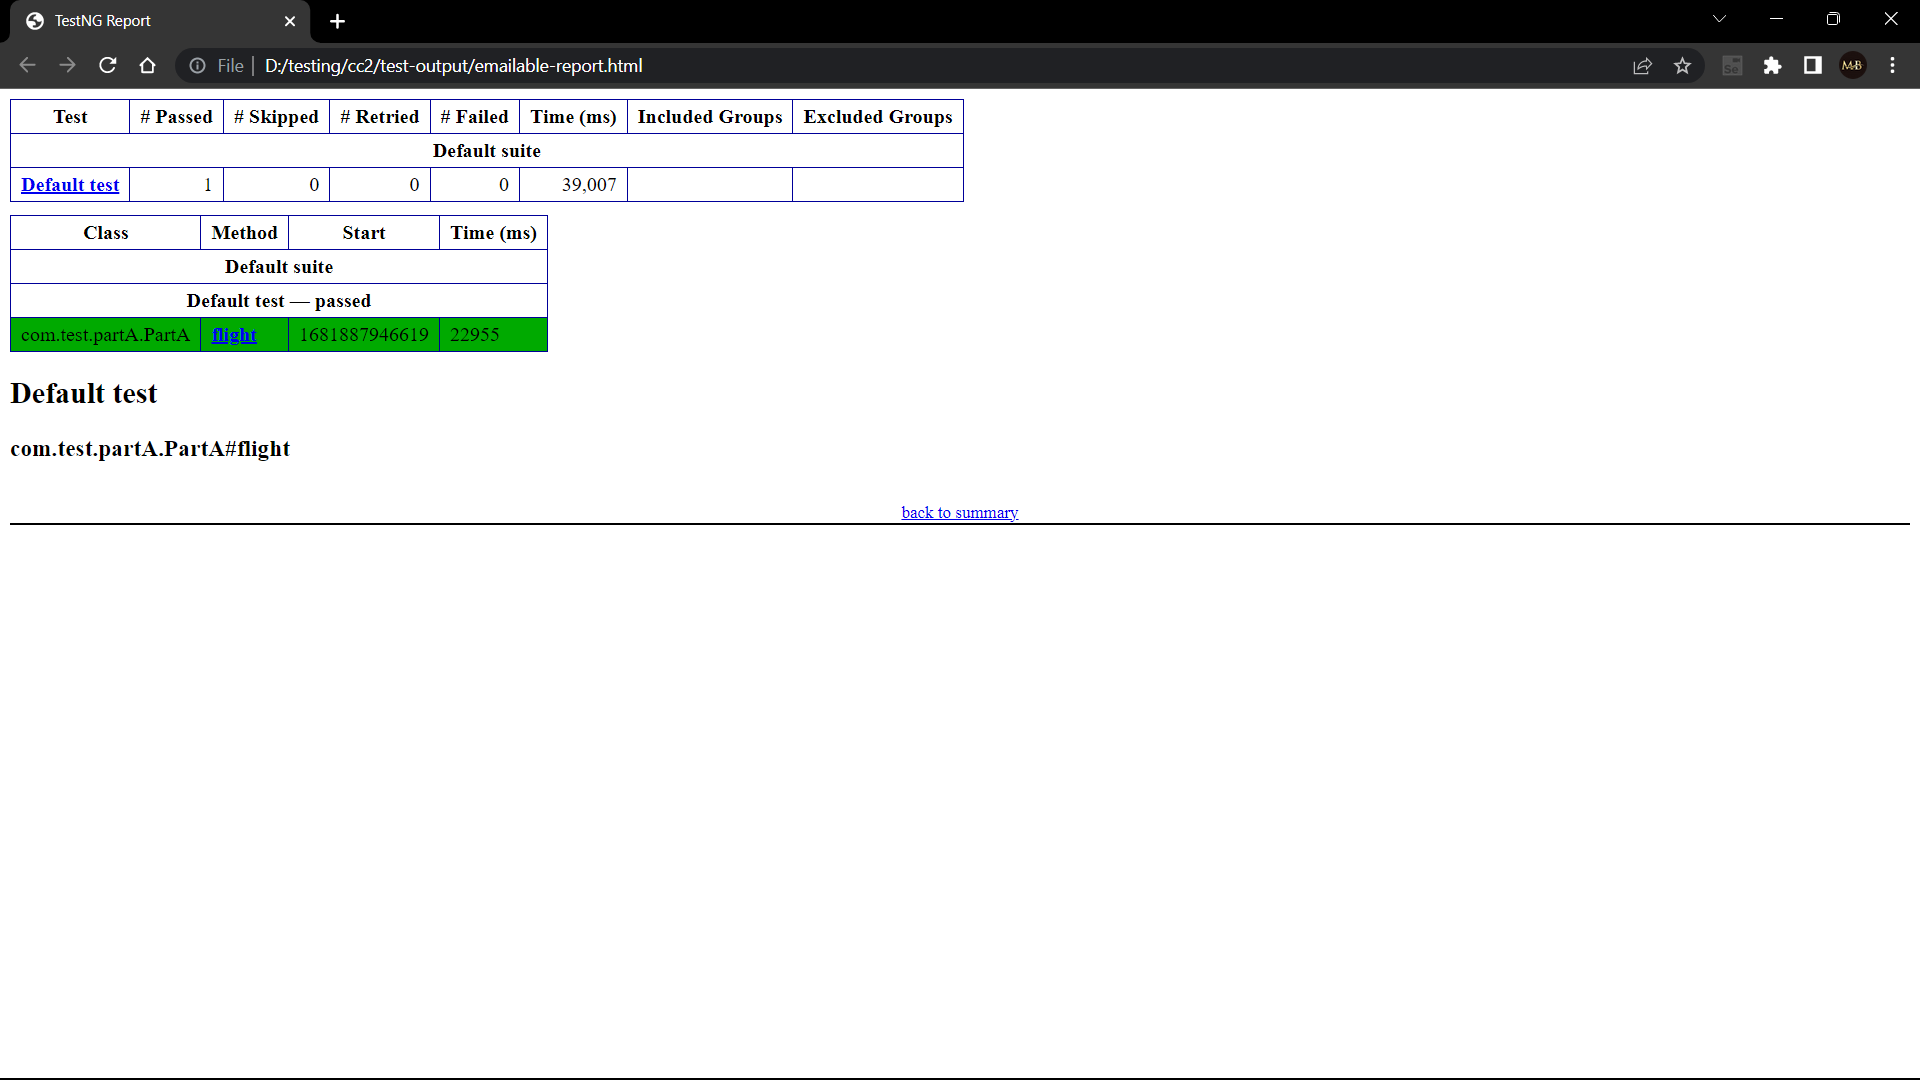 TestNG Report
File D:/testing/cc2/test-output/emailable-report.html
Se
M&B
Test # Passed # Skipped # Retried # Failed Time (ms) Included Groups Excluded Groups
Default suite
Default test 1 0 0 0 39,007
Class Method Start Time (ms)
Default suite
Default test — passed
com.test.partA.PartA flight 1681887946619 22955
Default test
com.test.partA.PartA#flight
back to summary